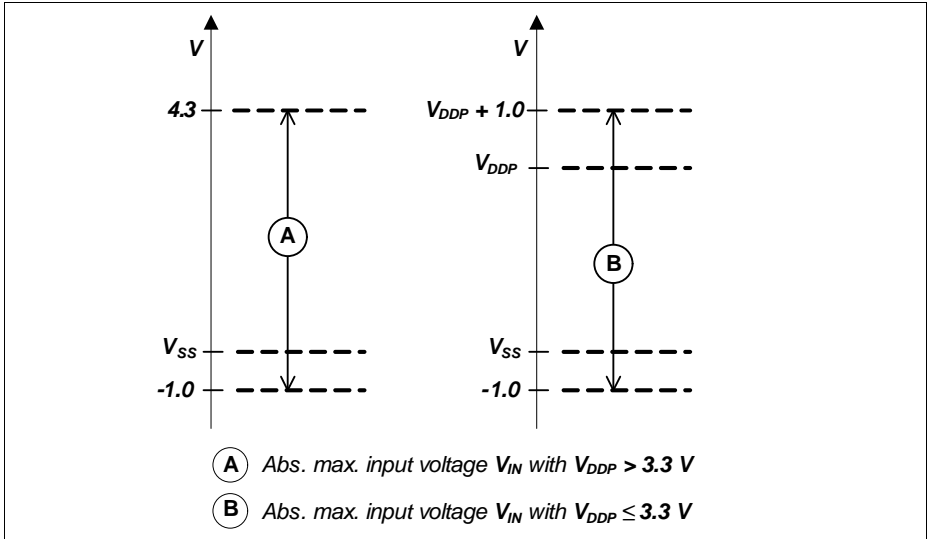 V
4.3
A
V_SS
-1.0
V
V_DDP + 1.0
V_DDP
B
V_SS
-1.0
A Abs. max. input voltage V_IN with V_DDP > 3.3 V
B Abs. max. input voltage V_IN with V_DDP ≤ 3.3 V